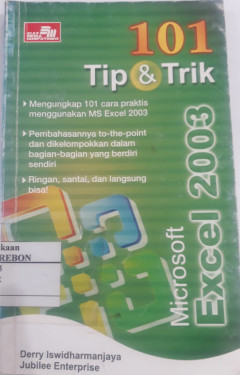 101
Tip & Trik
Mengungkap 101 cara praktis
menggunakan MS Excel 2003
Pembahasannya to-the-point
dan dikelompokkan dalam
bagian-bagian yang berdiri
sendiri
Ringan, santai, dan langsung
bisa!
Microsoft
Excel 2003
kaan
REBON
Derry Iswidharmanjaya
Jubilee Enterprise